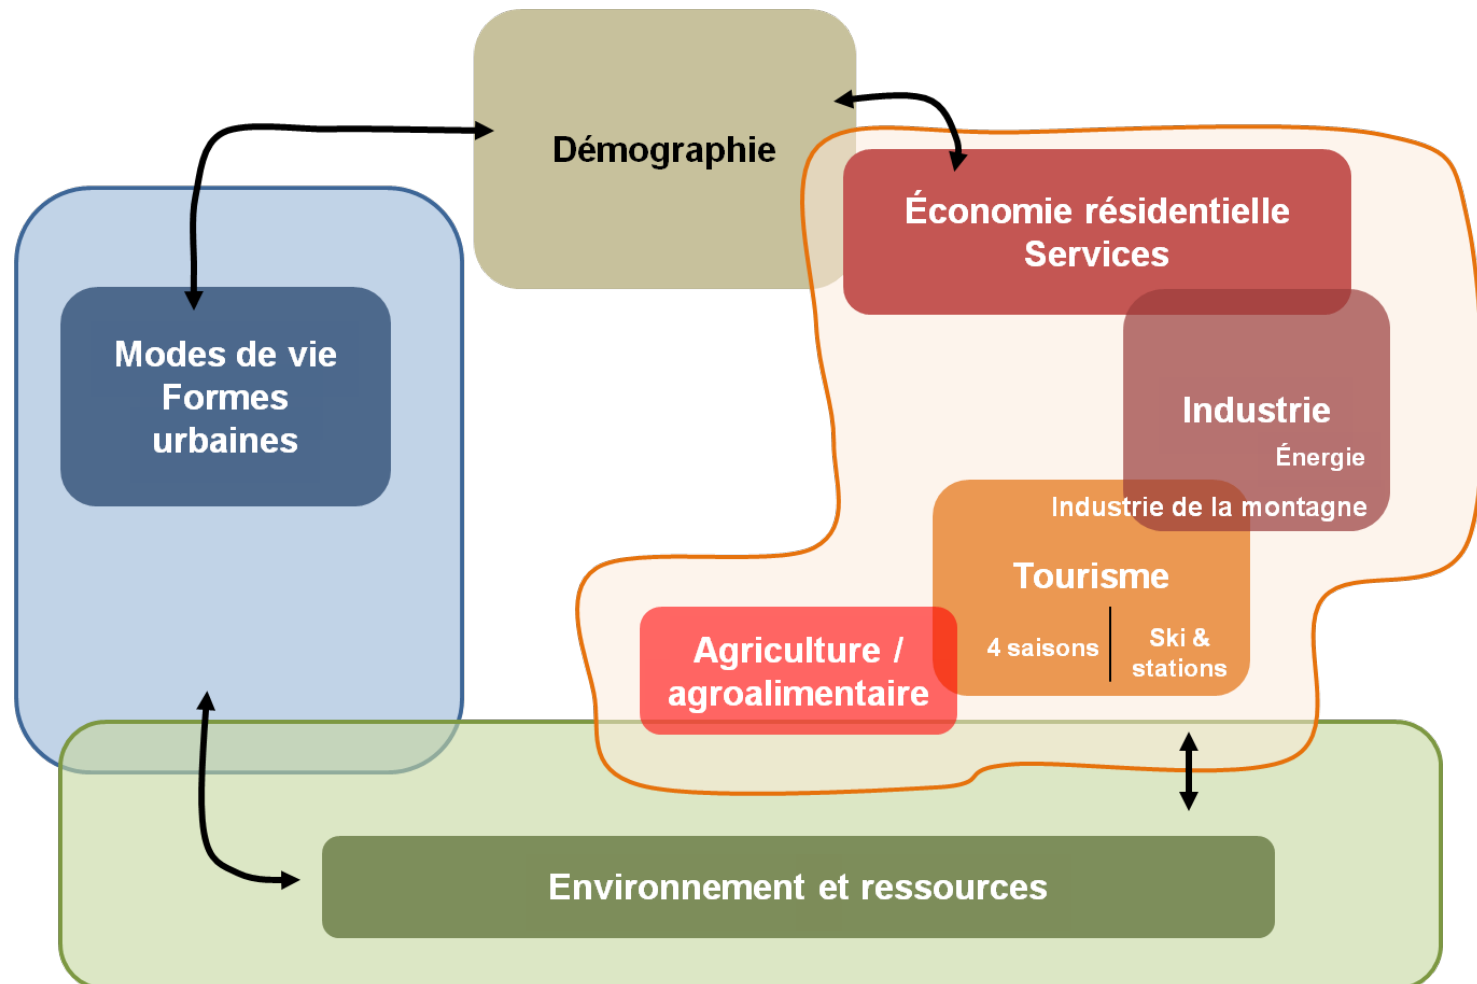 Démographie
Économie résidentielle
Services
Modes de vie
Formes
urbaines
Industrie
Énergie
Industrie de la montagne
Tourisme
4 saisons
Ski &
stations
Agriculture /
agroalimentaire
Environnement et ressources